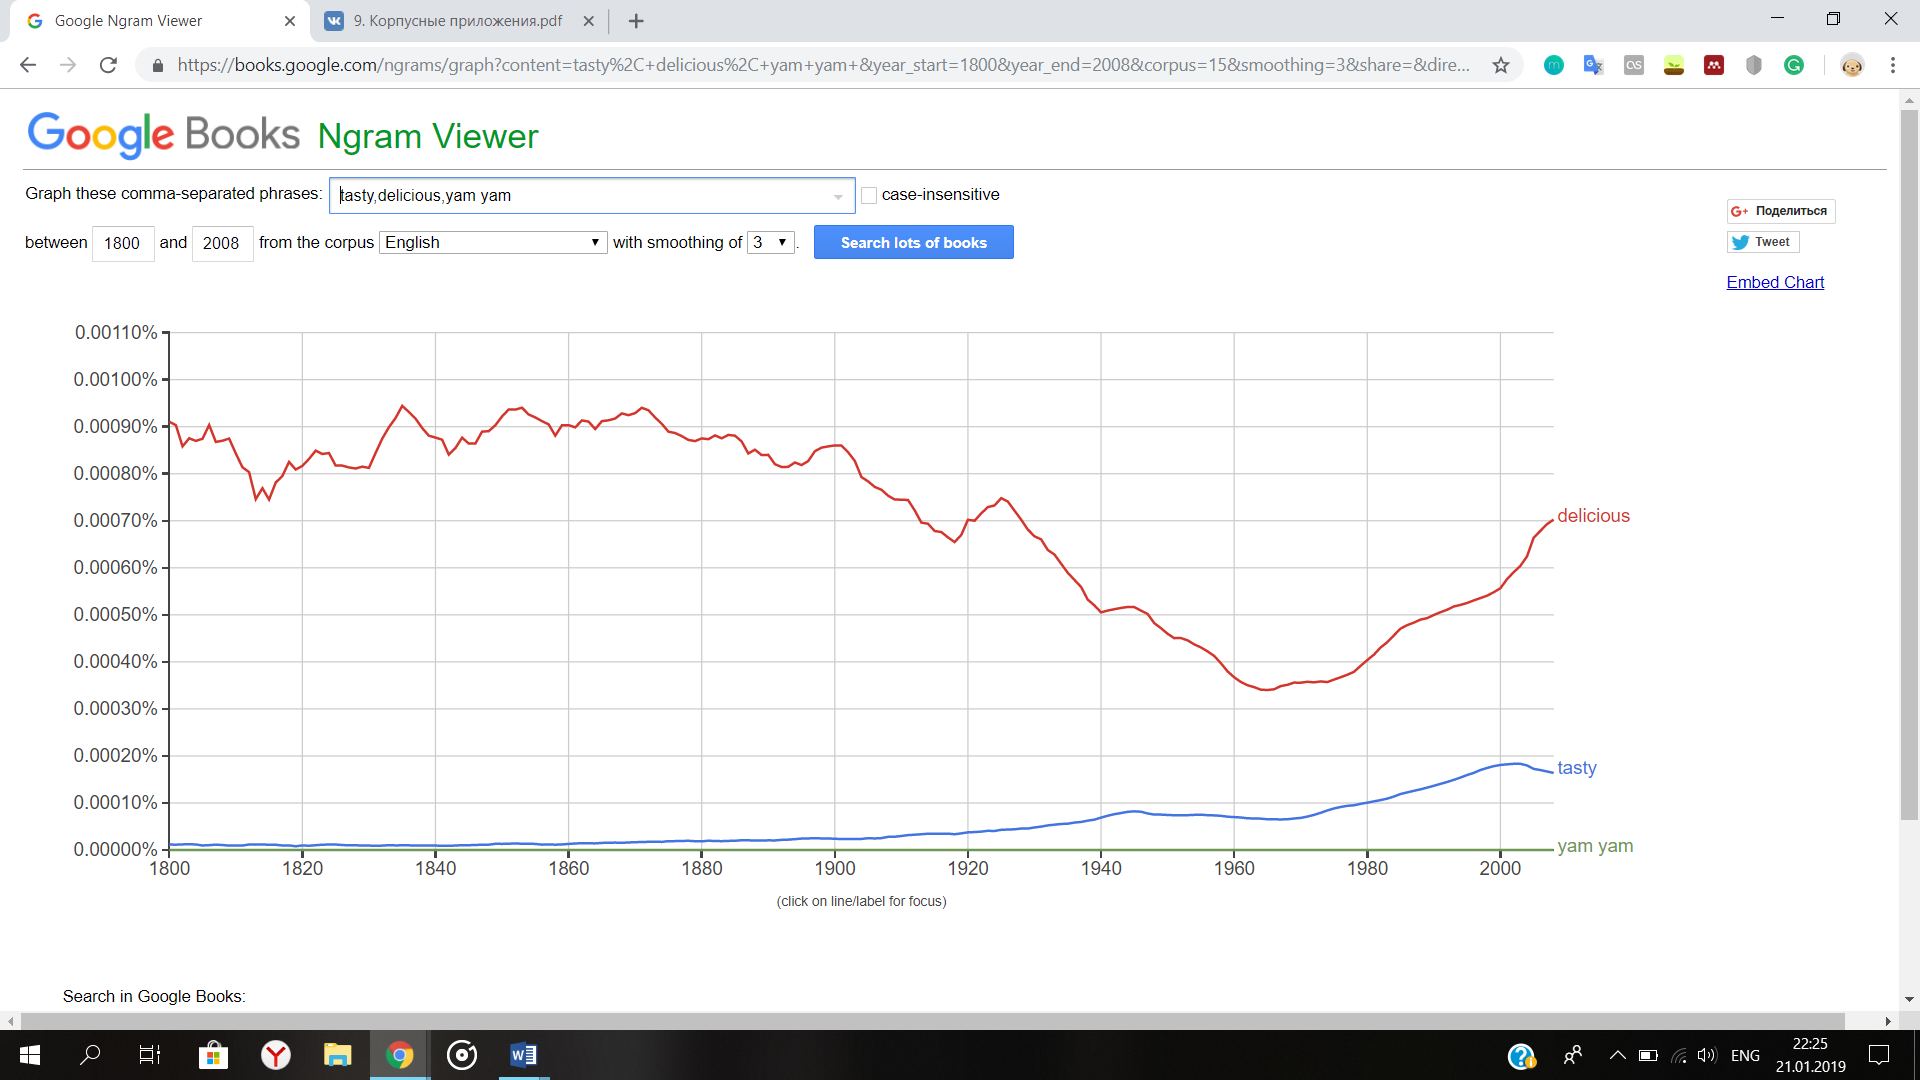 Google Ngram Viewer
9. Корпусные приложения.pdf
https://books.google.com/ngrams/graph?content=tasty%2C+delicious%2C+yam+yam+&year_start=1800&year_end=2008&corpus=15&smoothing=3&share=&dire...
Google Books Ngram Viewer
Graph these comma-separated phrases: tasty,delicious,yam yam case-insensitive
between 1800 and 2008 from the corpus English with smoothing of 3. Search lots of books
G+ Поделиться
Tweet
Embed Chart
0.00110%
0.00100%
0.00090%
0.00080%
0.00070%
delicious
0.00060%
0.00050%
0.00040%
0.00030%
0.00020%
tasty
0.00010%
0.00000%
yam yam
1800 1820 1840 1860 1880 1900 1920 1940 1960 1980 2000
(click on line/label for focus)
Search in Google Books:
ENG
22:25
21.01.2019